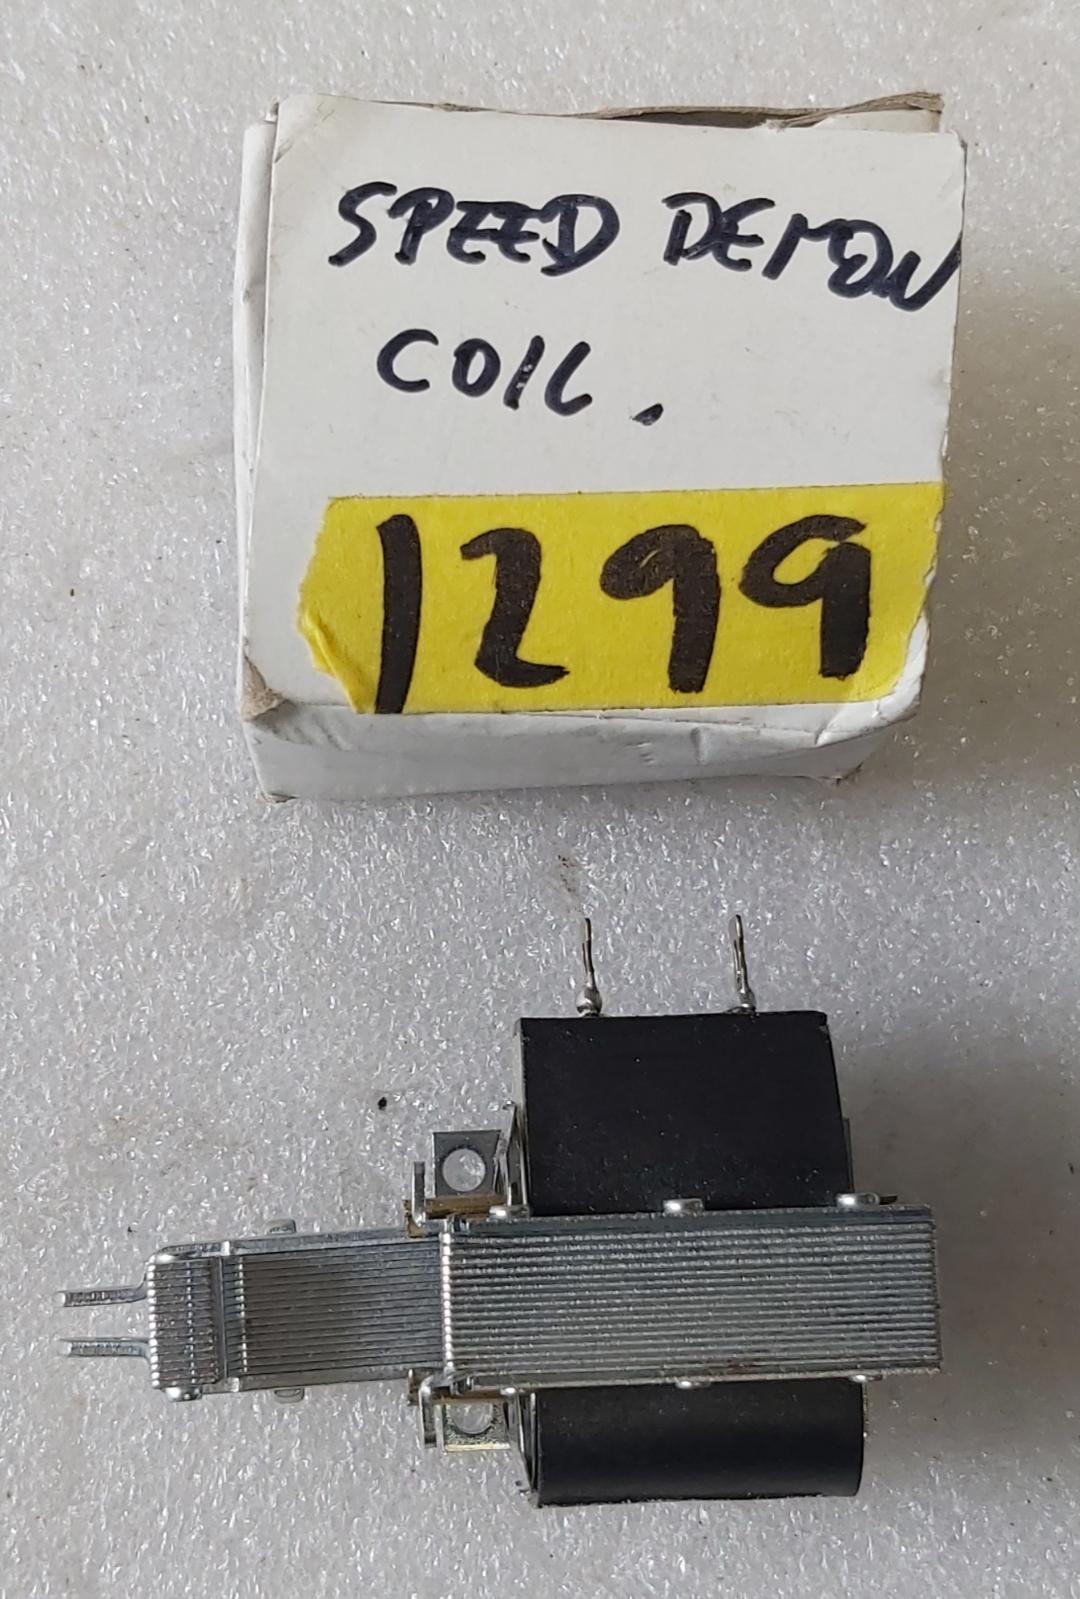 SPEED DEMON
COIL.
1299